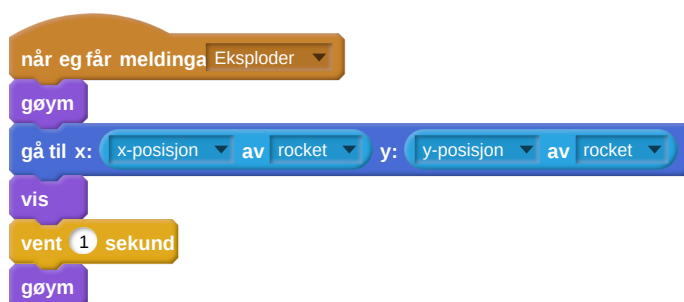 når eg får meldinga Eksploder
gøym
gå til x: x-posisjon av rocket y: y-posisjon av rocket
vis
vent 1 sekund
gøym